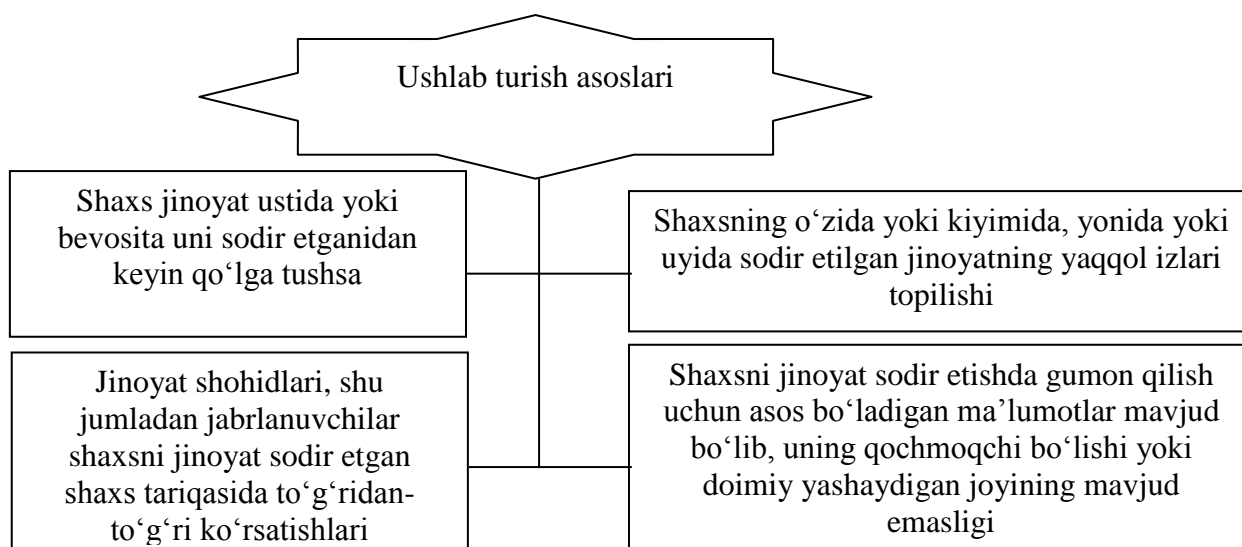 Ushlab turish asoslari
Shaxs jinoyat ustida yoki
bevosita uni sodir etganidan
keyin qo‘lga tushsa
Shaxsning o‘zida yoki kiyimida, yonida yoki
uyida sodir etilgan jinoyatning yaqqol izlari
topilishi
Jinoyat shohidlari, shu
jumladan jabrlanuvchilar
shaxsni jinoyat sodir etgan
shaxs tariqasida to‘g‘ridan-
to‘g‘ri ko‘rsatishlari
Shaxsni jinoyat sodir etishda gumon qilish
uchun asos bo‘ladigan ma’lumotlar mavjud
bo‘lib, uning qochmoqchi bo‘lishi yoki
doimiy yashaydigan joyining mavjud
emasligi